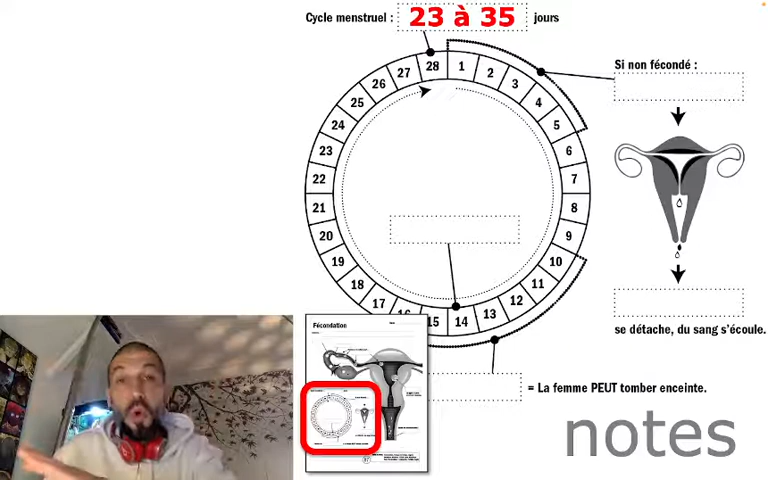 Cycle menstruel : 23 à 35 jours
Si non fécondé :
28 1 2 3 4 5 6 7 8 9 10 11 12 13 14 15 16 17 18 19 20 21 22 23 24 25 26 27
se détache, du sang s'écoule.
= La femme PEUT tomber enceinte.
Fécondation
notes